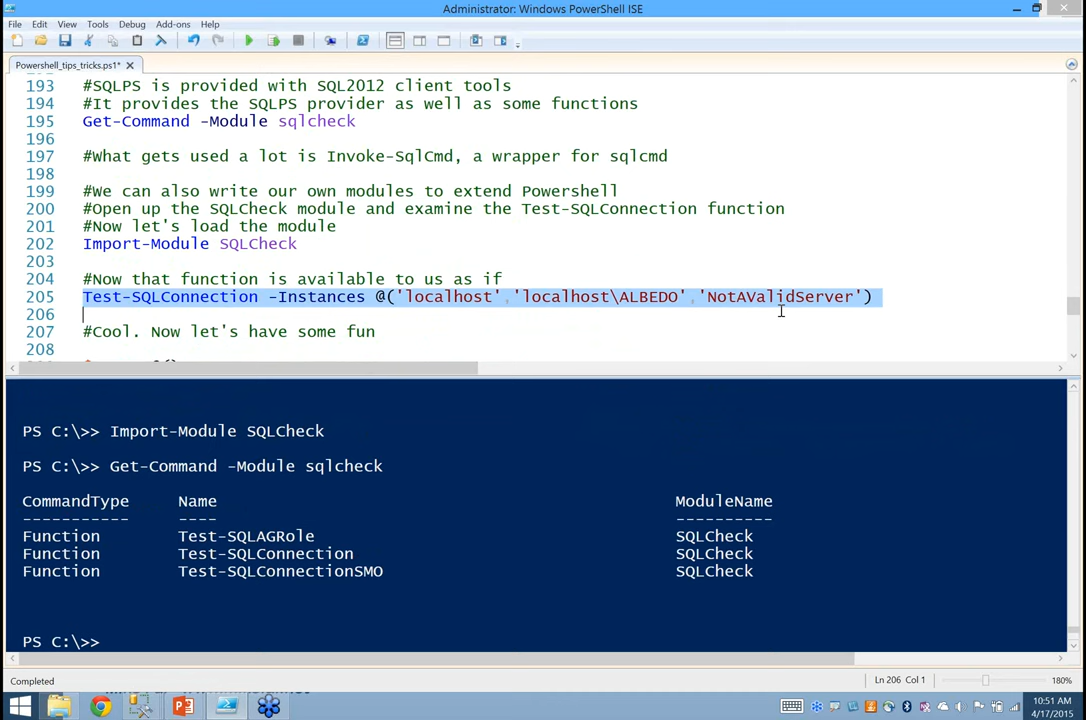 Administrator: Windows PowerShell ISE
File Edit View Tools Debug Add-ons Help
Powershell_tips_tricks.ps1*
193 #SQLPS is provided with SQL2012 client tools
194 #It provides the SQLPS provider as well as some functions
195 Get-Command -Module sqlcheck
196
197 #What gets used a lot is Invoke-SqlCmd, a wrapper for sqlcmd
198
199 #We can also write our own modules to extend Powershell
200 #Open up the SQLCheck module and examine the Test-SQLConnection function
201 #Now let's load the module
202 Import-Module SQLCheck
203
204 #Now that function is available to us as if
205 Test-SQLConnection -Instances @('localhost','localhost\ALBEDO','NotAValidServer')
206
207 #Cool. Now let's have some fun
208
PS C:\>> Import-Module SQLCheck
PS C:\>> Get-Command -Module sqlcheck
CommandType Name ModuleName
----------- ---- ----------
Function Test-SQLAGRole SQLCheck
Function Test-SQLConnection SQLCheck
Function Test-SQLConnectionSMO SQLCheck
PS C:\>>
Completed Ln 206 Col 1 180%
10:51 AM
4/17/2015